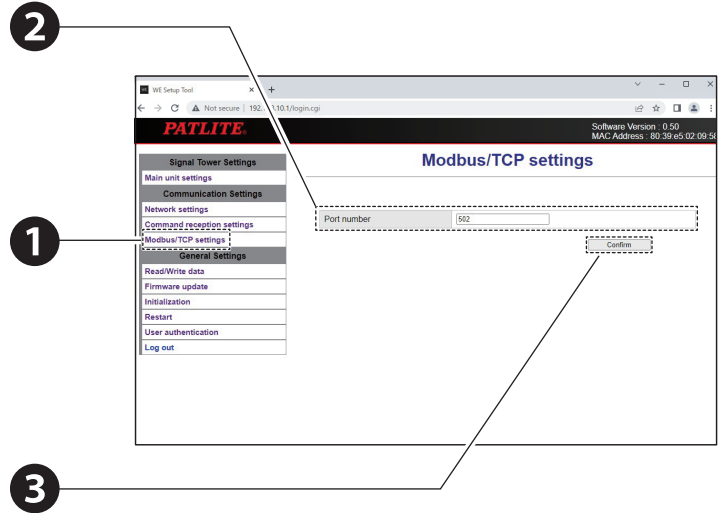 2
WE Setup Tool × +
Not secure | 192. .10.1/login.cgi
PATLITE®
Software Version : 0.50
MAC Address : 80:39:e5:02:09:58
Signal Tower Settings
Main unit settings
Communication Settings
Network settings
Command reception settings
Modbus/TCP settings
General Settings
Read/Write data
Firmware update
Initialization
Restart
User authentication
Log out
Modbus/TCP settings
Port number 502
Confirm
1
3